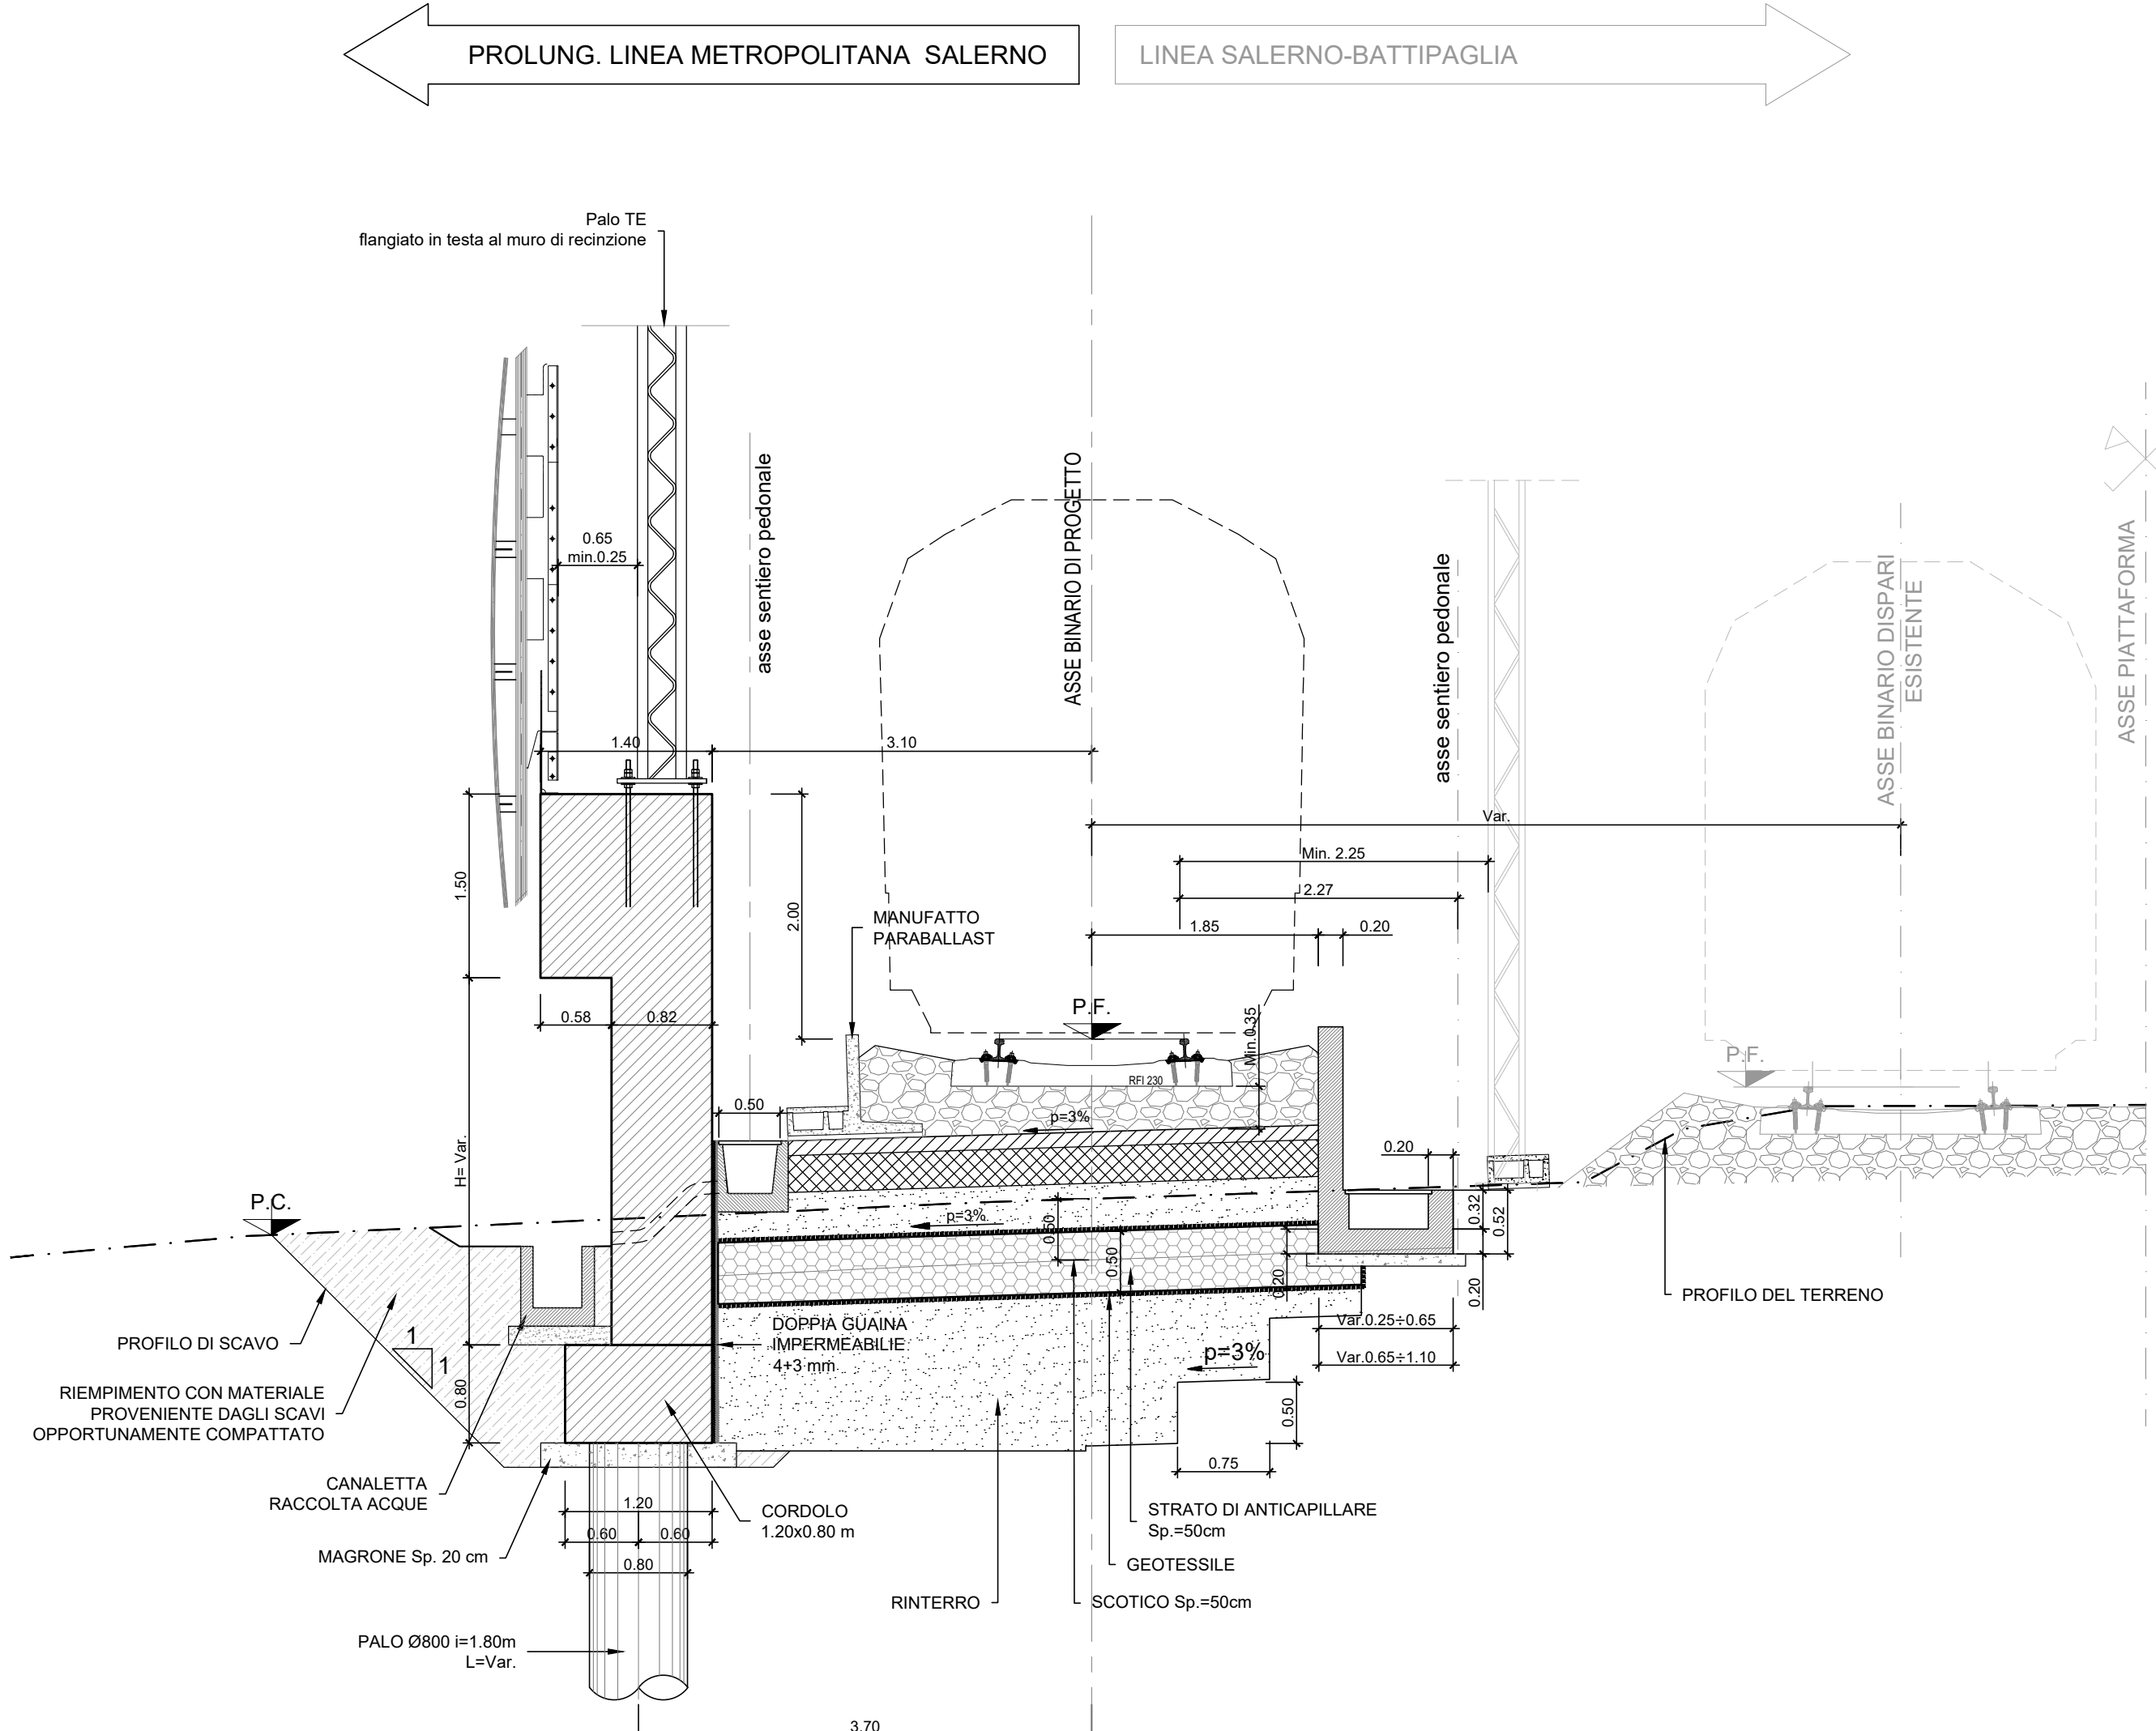 PROLUNG. LINEA METROPOLITANA SALERNO
LINEA SALERNO-BATTIPAGLIA
Palo TE
flangiato in testa al muro di recinzione
0.65
min.0.25
asse sentiero pedonale
ASSE BINARIO DI PROGETTO
asse sentiero pedonale
ASSE BINARIO DISPARI
ESISTENTE
ASSE PIATTAFORMA
1.40
3.10
Var.
Min. 2.25
2.27
1.85
0.20
1.50
2.00
MANUFATTO
PARABALLAST
P.F.
0.58
0.82
Min.0.35
P.F.
RFI 230
0.50
p=3%
H= Var.
0.20
P.C.
p=3%
0.50
0.50
0.20
0.32
0.52
0.20
PROFILO DEL TERRENO
PROFILO DI SCAVO
1
1
DOPPIA GUAINA
IMPERMEABILIE
4+3 mm
Var.0.25÷0.65
p=3%
Var.0.65÷1.10
RIEMPIMENTO CON MATERIALE
PROVENIENTE DAGLI SCAVI
OPPORTUNAMENTE COMPATTATO
0.80
0.50
0.75
CANALETTA
RACCOLTA ACQUE
1.20
0.60
0.60
CORDOLO
1.20x0.80 m
STRATO DI ANTICAPILLARE
Sp.=50cm
MAGRONE Sp. 20 cm
0.80
GEOTESSILE
RINTERRO
SCOTICO Sp.=50cm
PALO Ø800 i=1.80m
L=Var.
3.70